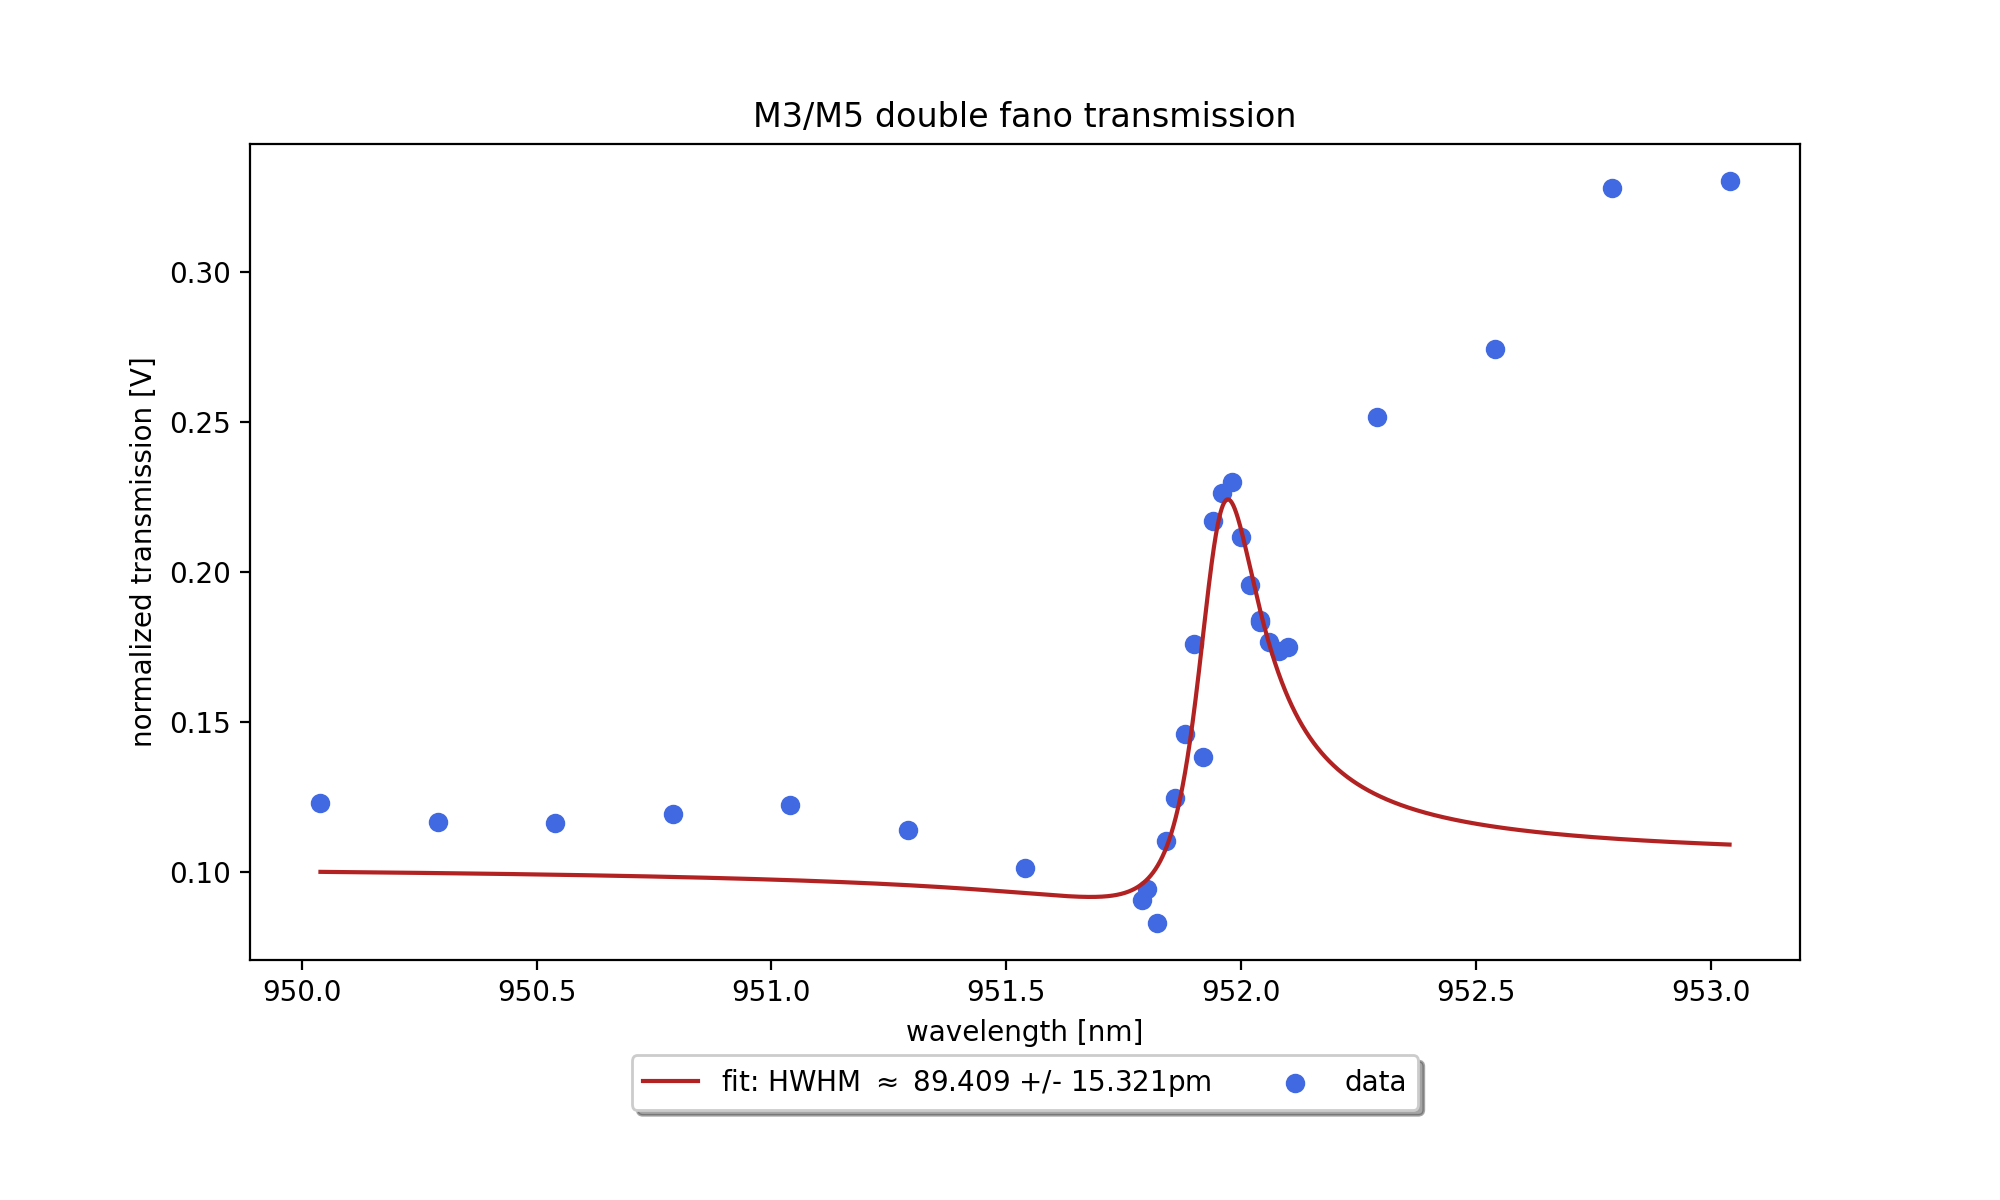 M3/M5 double fano transmission
normalized transmission [V]
0.30
0.25
0.20
0.15
0.10
950.0 950.5 951.0 951.5 952.0 952.5 953.0
wavelength [nm]
fit: HWHM ≈ 89.409 +/- 15.321pm data